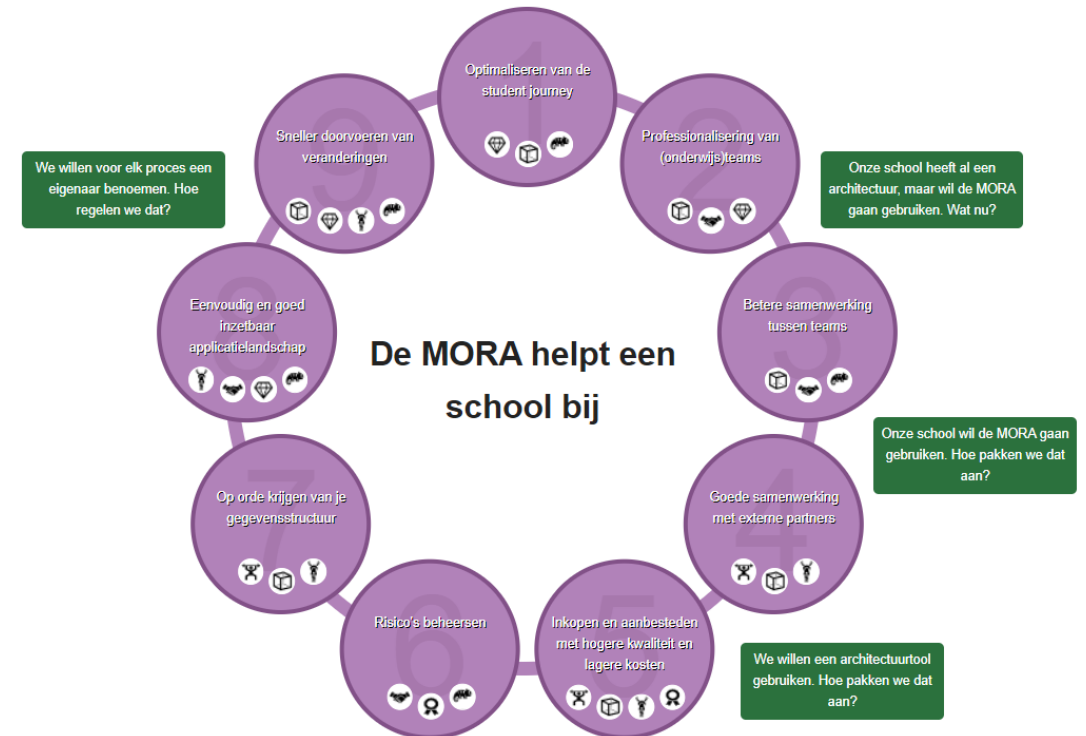 1
Optimaliseren van de
student journey
2
Professionalisering van
(onderwijs)teams
3
Betere samenwerking
tussen teams
4
Goede samenwerking
met externe partners
5
Inkopen en aanbesteden
met hogere kwaliteit en
lagere kosten
6
Risico's beheersen
7
Op orde krijgen van je
gegevensstructuur
8
Eenvoudig en goed
inzetbaar
applicatielandschap
9
Sneller doorvoeren van
veranderingen
De MORA helpt een
school bij
We willen voor elk proces een
eigenaar benoemen. Hoe
regelen we dat?
Onze school heeft al een
architectuur, maar wil de MORA
gaan gebruiken. Wat nu?
Onze school wil de MORA gaan
gebruiken. Hoe pakken we dat
aan?
We willen een architectuurtool
gebruiken. Hoe pakken we dat
aan?